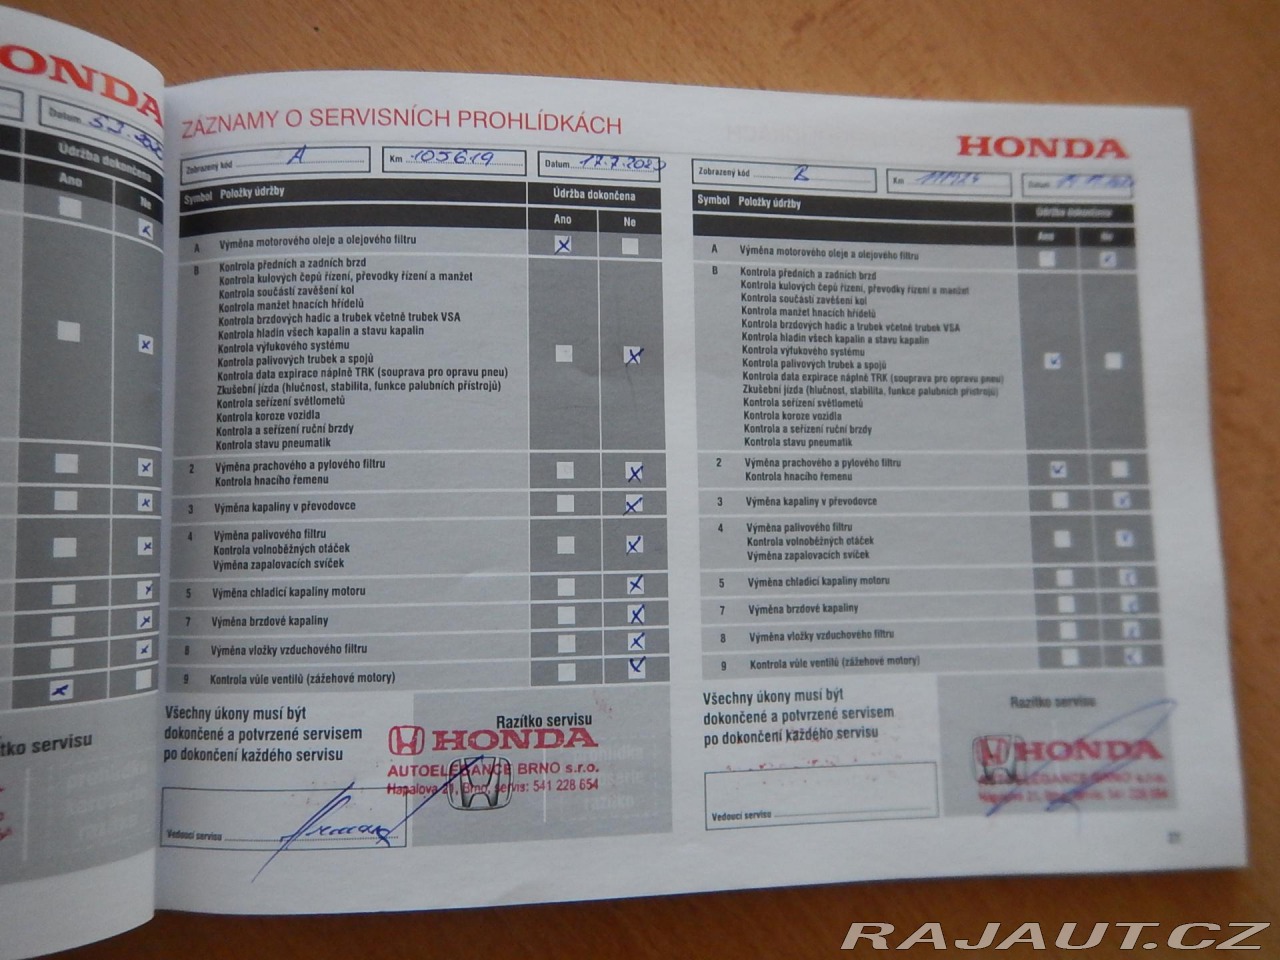 HONDA
Datum
Údržba dokončena
Ano
Ne
ZÁZNAMY O SERVISNÍCH PROHLÍDKÁCH
Zobrazený kód A
Km 105619
Datum 17.7.2023
Symbol Položky údržby
Údržba dokončena
Ano
Ne
A Výměna motorového oleje a olejového filtru
B Kontrola předních a zadních brzd
Kontrola kulových čepů řízení, převodky řízení a manžet
Kontrola součástí zavěšení kol
Kontrola manžet hnacích hřídelů
Kontrola brzdových hadic a trubek včetně trubek VSA
Kontrola hladin všech kapalin a stavu kapalin
Kontrola výfukového systému
Kontrola palivových trubek a spojů
Kontrola data expirace náplně TRK (souprava pro opravu pneu)
Zkušební jízda (hlučnost, stabilita, funkce palubních přístrojů)
Kontrola seřízení světlometů
Kontrola koroze vozidla
Kontrola a seřízení ruční brzdy
Kontrola stavu pneumatik
2 Výměna prachového a pylového filtru
Kontrola hnacího řemenu
3 Výměna kapaliny v převodovce
4 Výměna palivového filtru
Kontrola volnoběžných otáček
Výměna zapalovacích svíček
5 Výměna chladicí kapaliny motoru
7 Výměna brzdové kapaliny
8 Výměna vložky vzduchového filtru
9 Kontrola vůle ventilů (zážehové motory)
Všechny úkony musí být
dokončené a potvrzené servisem
po dokončení každého servisu
Razítko servisu
HONDA
AUTOELEGANCE BRNO s.r.o.
Hapalova 21, Brno, servis: 541 228 654
Vedoucí servisu
HONDA
Zobrazený kód B
Km
Datum
Symbol Položky údržby
Údržba dokončena
Ano
Ne
A Výměna motorového oleje a olejového filtru
B Kontrola předních a zadních brzd
Kontrola kulových čepů řízení, převodky řízení a manžet
Kontrola součástí zavěšení kol
Kontrola manžet hnacích hřídelů
Kontrola brzdových hadic a trubek včetně trubek VSA
Kontrola hladin všech kapalin a stavu kapalin
Kontrola výfukového systému
Kontrola palivových trubek a spojů
Kontrola data expirace náplně TRK (souprava pro opravu pneu)
Zkušební jízda (hlučnost, stabilita, funkce palubních přístrojů)
Kontrola seřízení světlometů
Kontrola koroze vozidla
Kontrola a seřízení ruční brzdy
Kontrola stavu pneumatik
2 Výměna prachového a pylového filtru
Kontrola hnacího řemenu
3 Výměna kapaliny v převodovce
4 Výměna palivového filtru
Kontrola volnoběžných otáček
Výměna zapalovacích svíček
5 Výměna chladicí kapaliny motoru
7 Výměna brzdové kapaliny
8 Výměna vložky vzduchového filtru
9 Kontrola vůle ventilů (zážehové motory)
Všechny úkony musí být
dokončené a potvrzené servisem
po dokončení každého servisu
Razítko servisu
HONDA
AUTOELEGANCE BRNO s.r.o.
Vedoucí servisu
servisu
RAJAUT.CZ